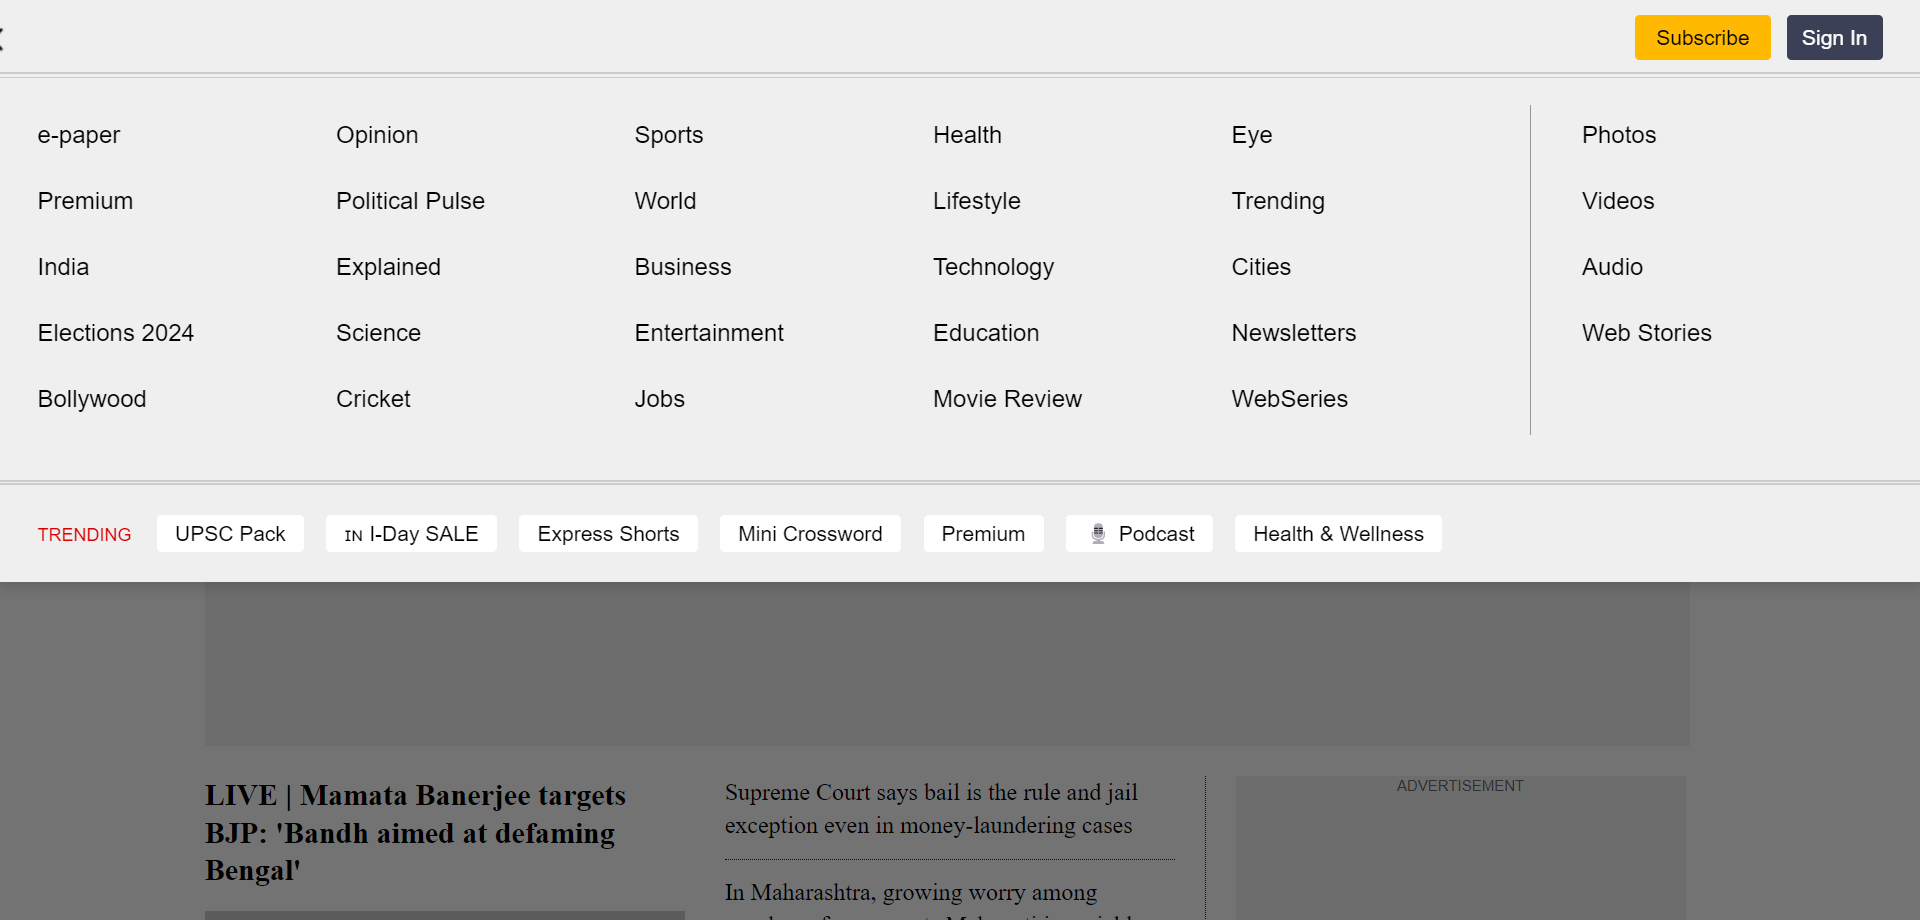 Subscribe
Sign In
e-paper
Opinion
Sports
Health
Eye
Photos
Premium
Political Pulse
World
Lifestyle
Trending
Videos
India
Explained
Business
Technology
Cities
Audio
Elections 2024
Science
Entertainment
Education
Newsletters
Web Stories
Bollywood
Cricket
Jobs
Movie Review
WebSeries
TRENDING
UPSC Pack
IN I-Day SALE
Express Shorts
Mini Crossword
Premium
Podcast
Health & Wellness
LIVE | Mamata Banerjee targets
BJP: 'Bandh aimed at defaming
Bengal'
Supreme Court says bail is the rule and jail
exception even in money-laundering cases
In Maharashtra, growing worry among
ADVERTISEMENT